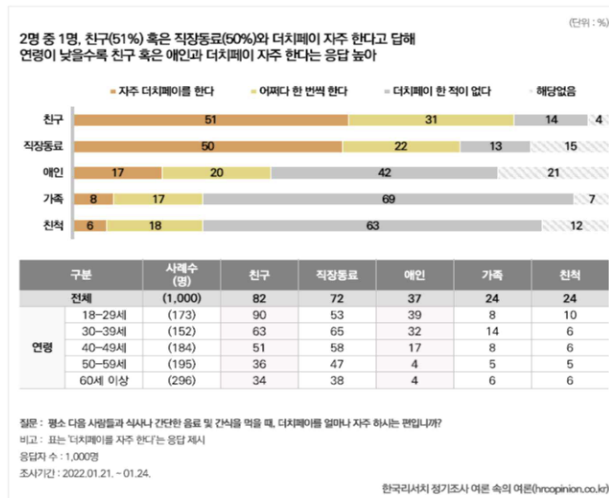 (단위 : %)
2명 중 1명, 친구(51%) 혹은 직장동료(50%)와 더치페이 자주 한다고 답해
연령이 낮을수록 친구 혹은 애인과 더치페이 자주 한다는 응답 높아
자주 더치페이를 한다 어쩌다 한 번씩 한다 더치페이 한 적이 없다 해당없음
친구 51 31 14 4
직장동료 50 22 13 15
애인 17 20 42 21
가족 8 17 69 7
친척 6 18 63 12
구분 사례수 (명) 친구 직장동료 애인 가족 친척
전체 (1,000) 82 72 37 24 24
연령 18-29세 (173) 90 53 39 8 10
30-39세 (152) 63 65 32 14 6
40-49세 (184) 51 58 17 8 6
50-59세 (195) 36 47 4 5 5
60세 이상 (296) 34 38 4 6 6
질문 : 평소 다음 사람들과 식사나 간단한 음료 및 간식을 먹을 때, 더치페이를 얼마나 자주 하시는 편입니까?
비고 : 표는 '더치페이를 자주 한다'는 응답 제시
응답자 수 : 1,000명
조사기간 : 2022.01.21. ~ 01.24.
한국리서치 정기조사 여론 속의 여론(hrcopinion.co.kr)